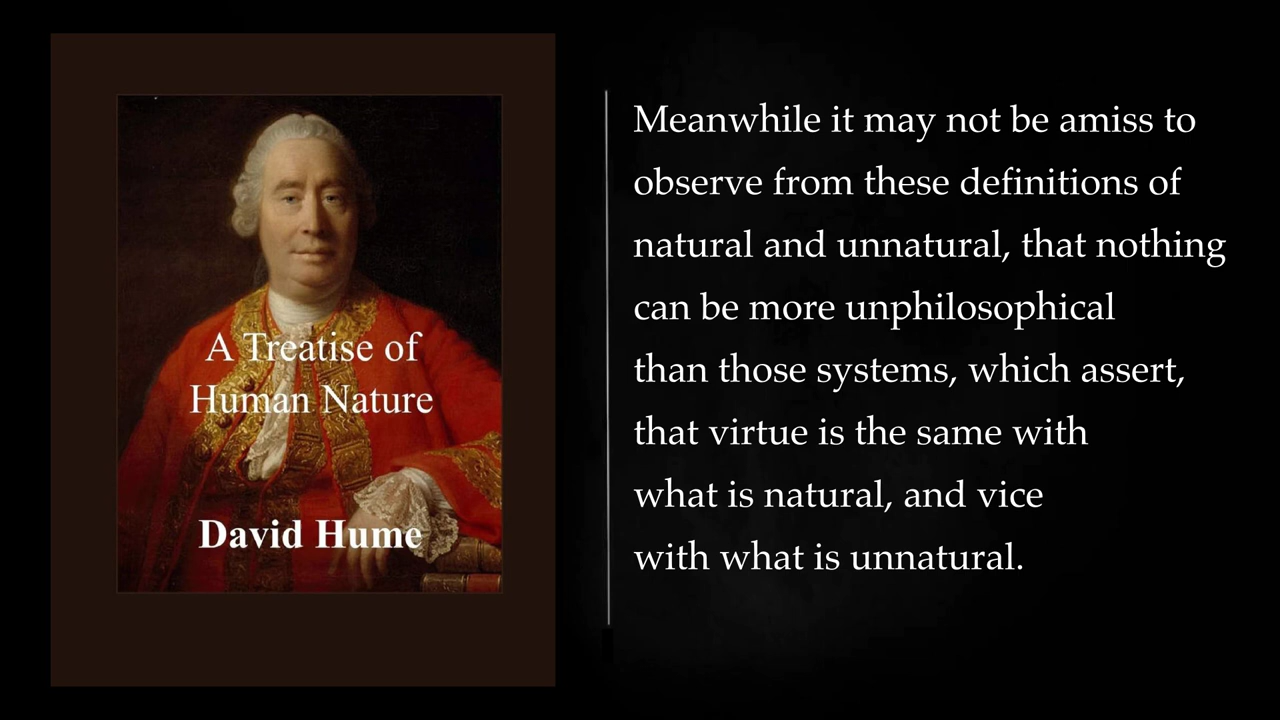 A Treatise of
Human Nature
David Hume
Meanwhile it may not be amiss to
observe from these definitions of
natural and unnatural, that nothing
can be more unphilosophical
than those systems, which assert,
that virtue is the same with
what is natural, and vice
with what is unnatural.